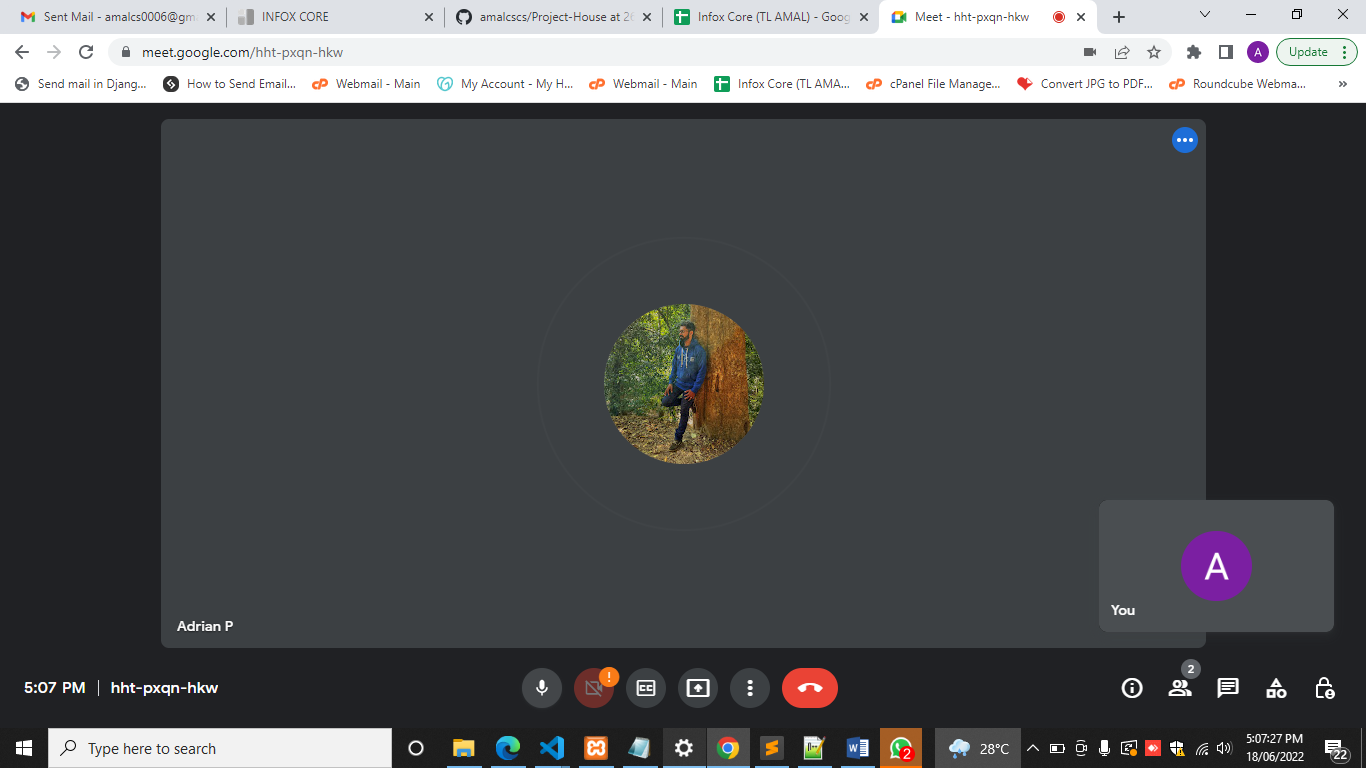 Sent Mail - amalcs0006@gm
INFOX CORE
amalcscs/Project-House at 26
Infox Core (TL AMAL) - Goog
Meet - hht-pxqn-hkw
meet.google.com/hht-pxqn-hkw
A
Update
Send mail in Djang...
How to Send Email...
Webmail - Main
My Account - My H...
Webmail - Main
Infox Core (TL AMA...
cPanel File Manage...
Convert JPG to PDF...
Roundcube Webma...
Adrian P
A
You
5:07 PM | hht-pxqn-hkw
CC
2
Type here to search
2
28°C
5:07:27 PM
18/06/2022
22